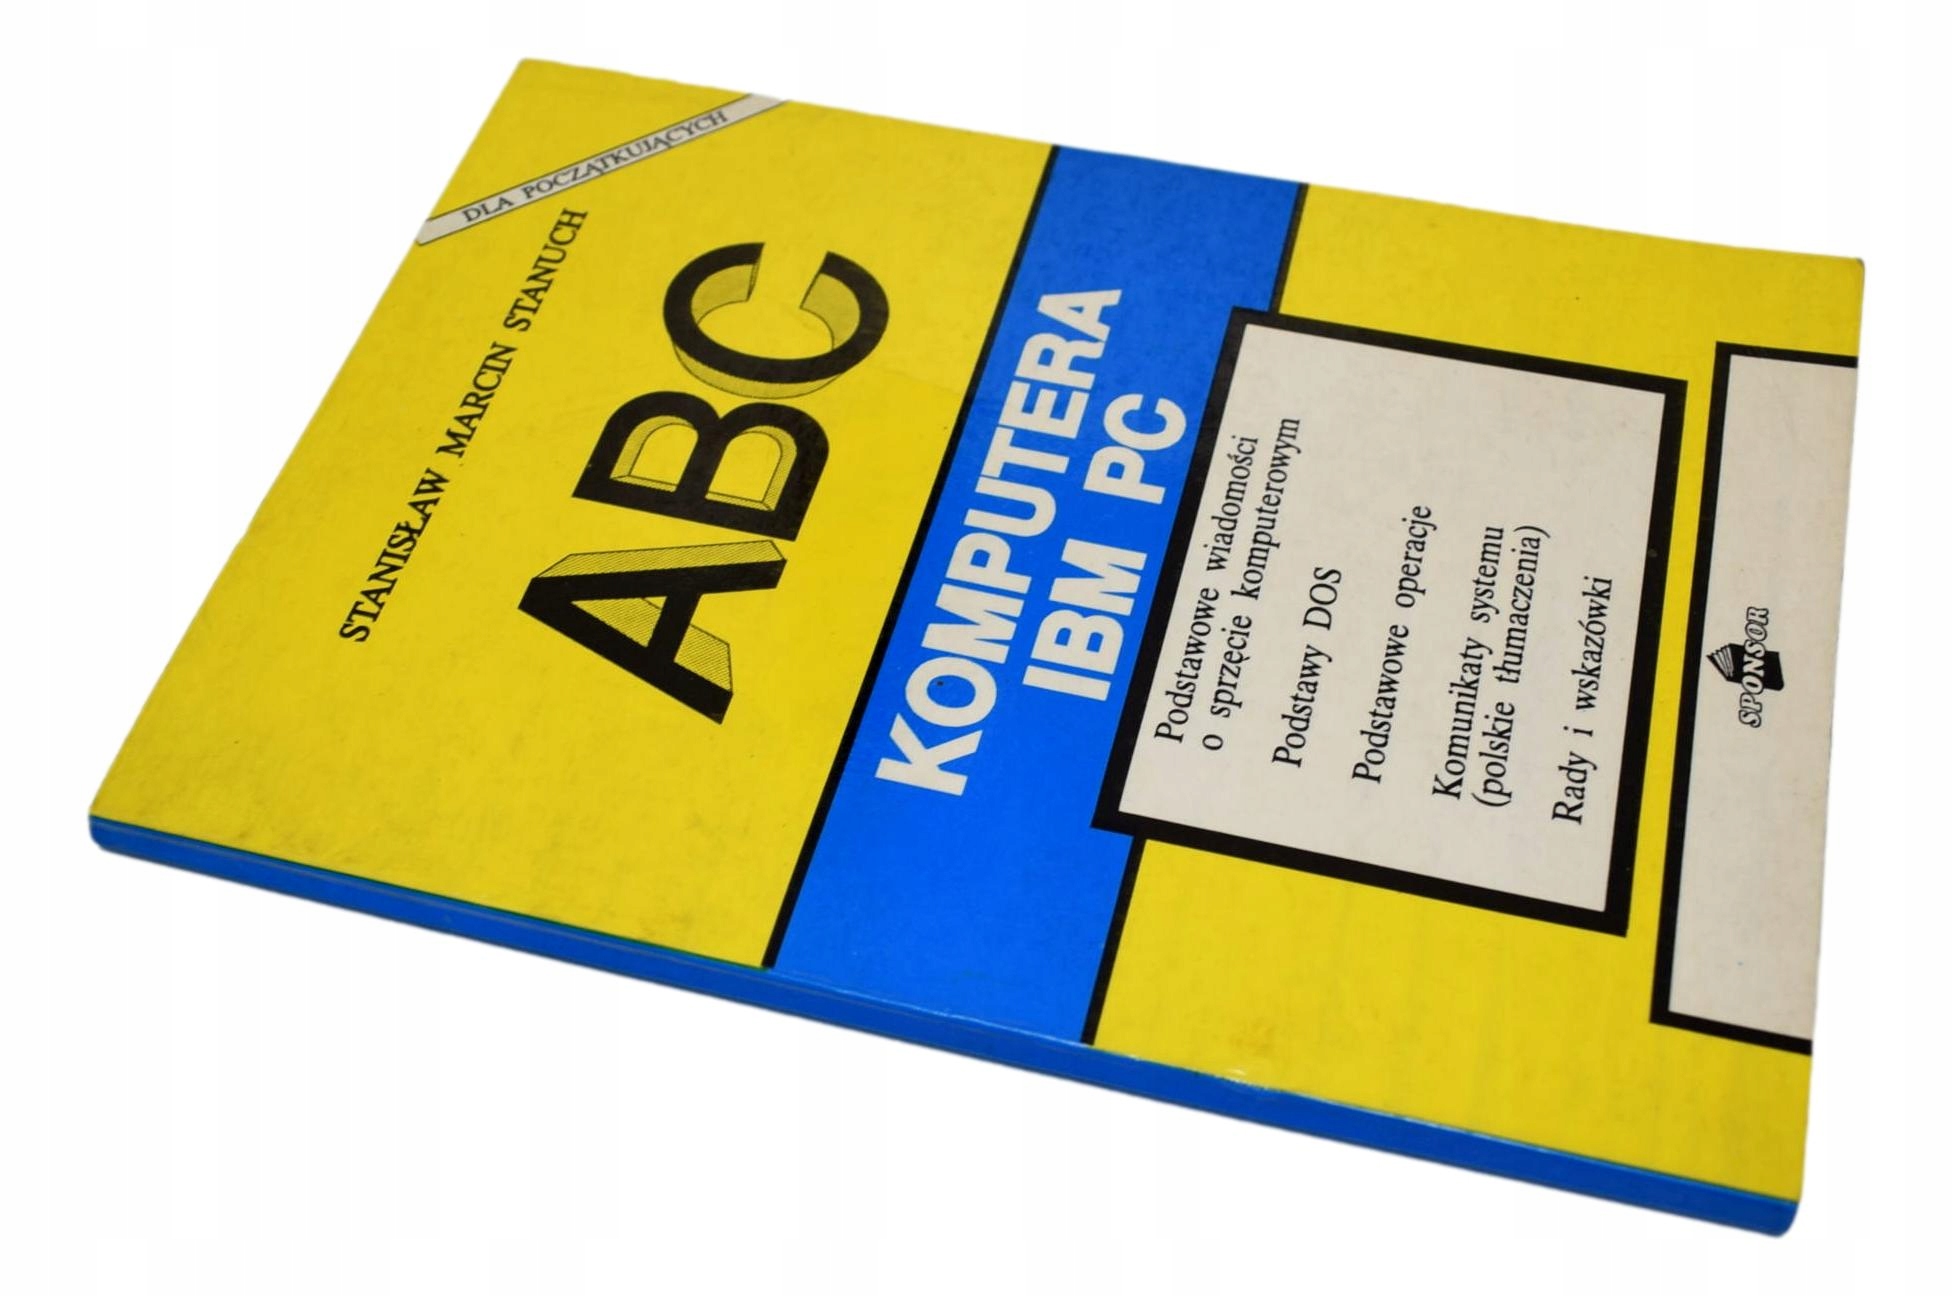 DLA POCZĄTKUJĄCYCH
STANISŁAW MARCIN STANUCH
ABC
KOMPUTERA
IBM PC
Podstawowe wiadomości
o sprzęcie komputerowym
Podstawy DOS
Podstawowe operacje
Komunikaty systemu
(polskie tłumaczenia)
Rady i wskazówki
SPONSOR